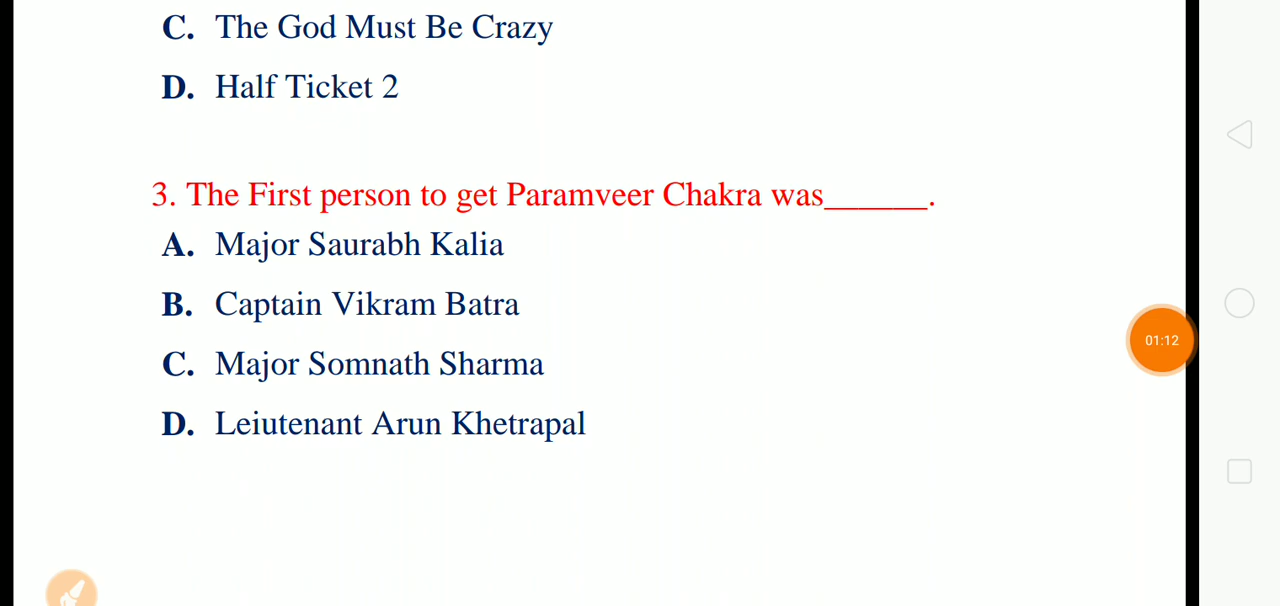 C. The God Must Be Crazy
D. Half Ticket 2
3. The First person to get Paramveer Chakra was______.
A. Major Saurabh Kalia
B. Captain Vikram Batra
C. Major Somnath Sharma
D. Leiutenant Arun Khetrapal
01:12